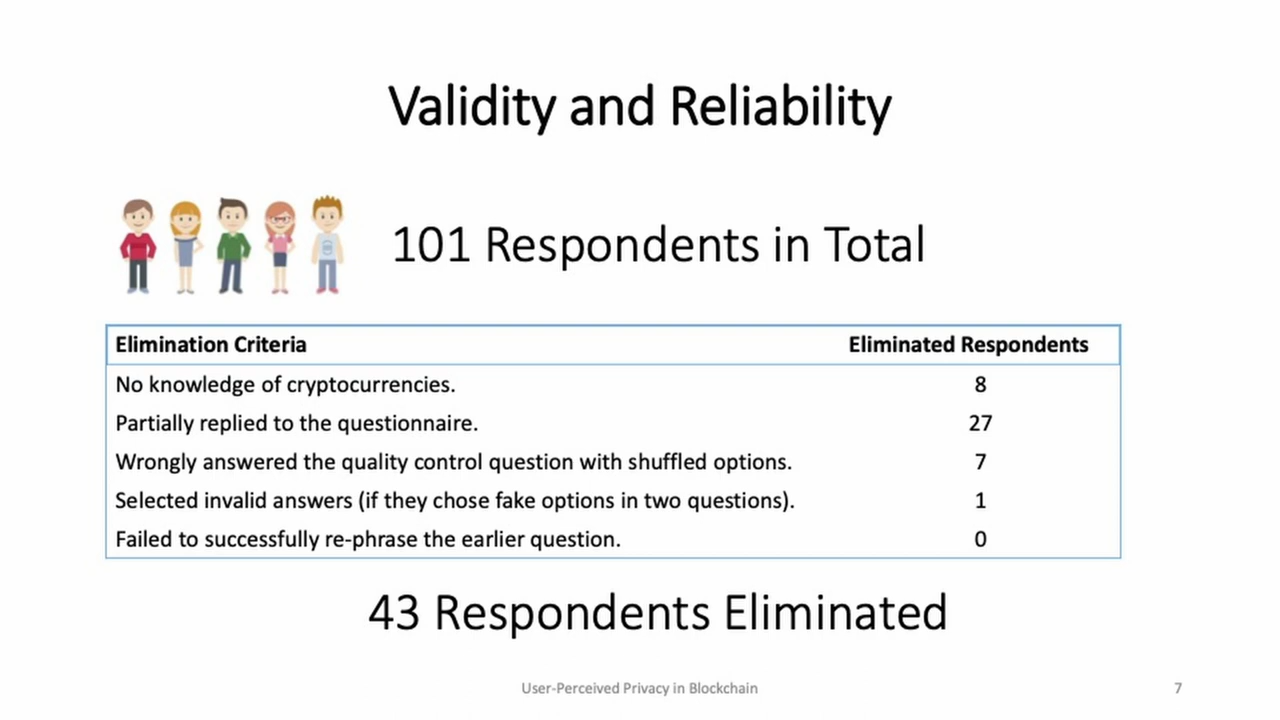 Validity and Reliability
101 Respondents in Total
Elimination Criteria Eliminated Respondents
No knowledge of cryptocurrencies. 8
Partially replied to the questionnaire. 27
Wrongly answered the quality control question with shuffled options. 7
Selected invalid answers (if they chose fake options in two questions). 1
Failed to successfully re-phrase the earlier question. 0
43 Respondents Eliminated
User-Perceived Privacy in Blockchain 7